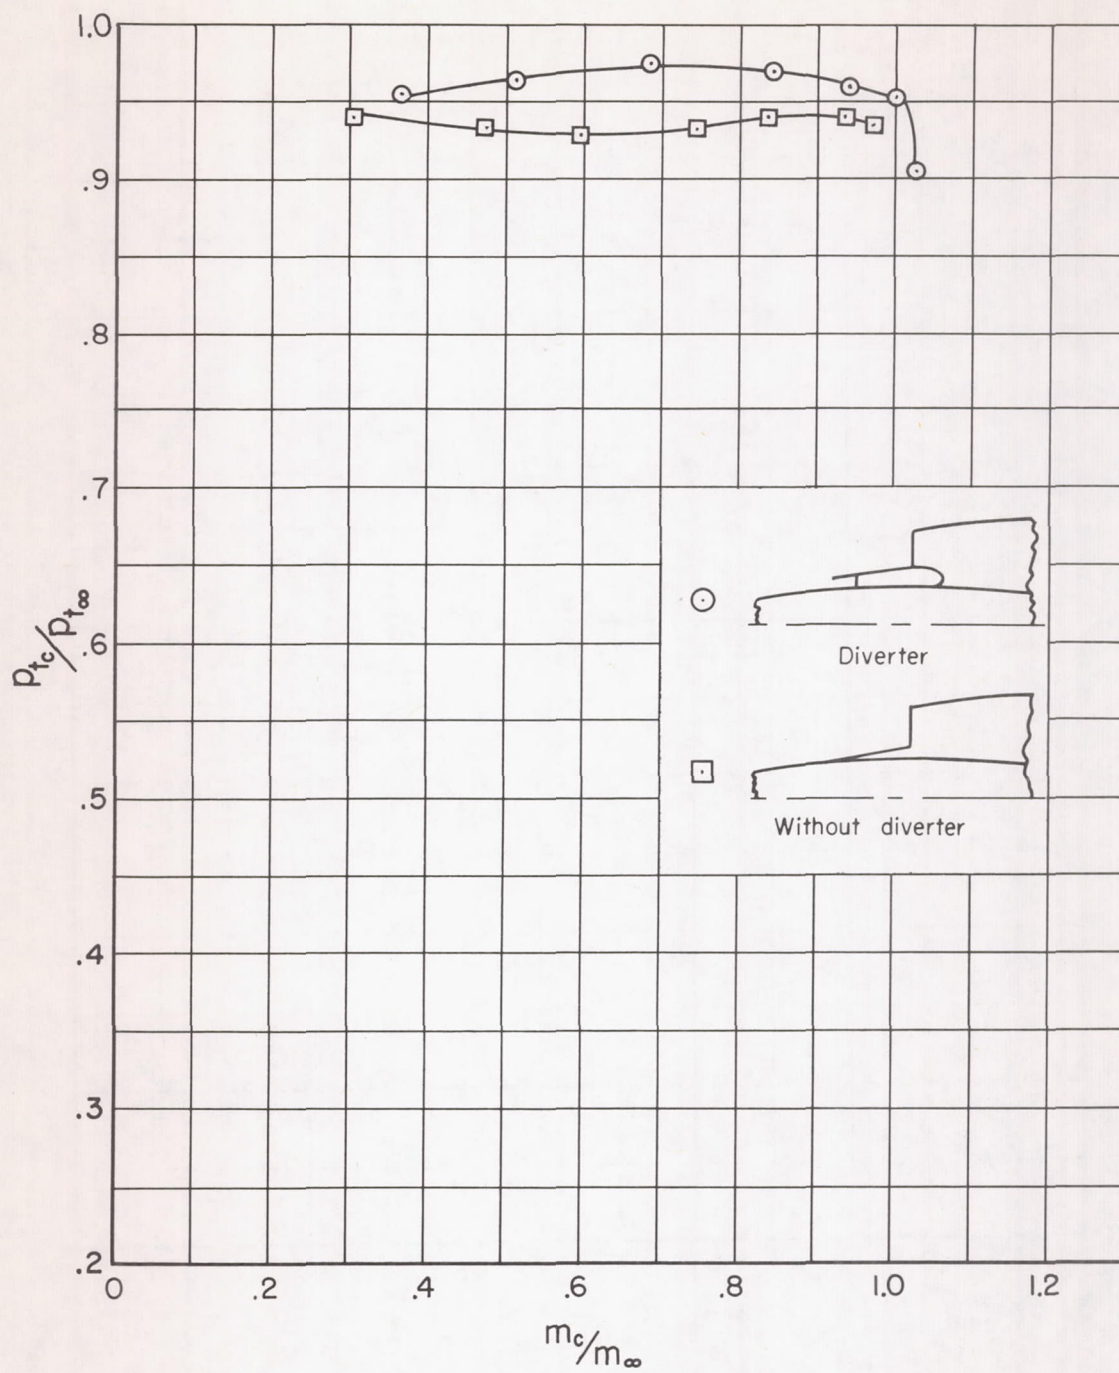 1.0
.9
.8
.7
.6
.5
.4
.3
.2
p_tc/p_t∞
Diverter
Without diverter
0 .2 .4 .6 .8 1.0 1.2
m_c/m_∞